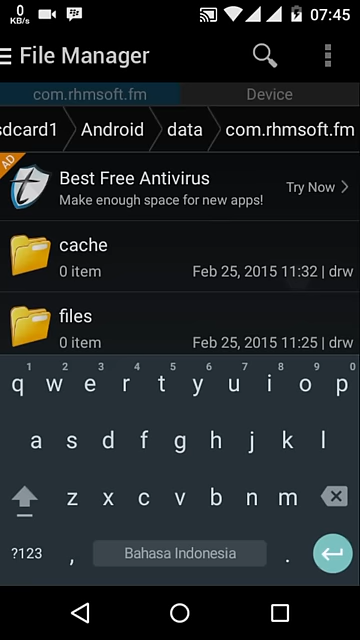 0
KB/s
07:45
File Manager
com.rhmsoft.fm
Device
sdcard1
Android
data
com.rhmsoft.fm
AD
Best Free Antivirus
Make enough space for new apps!
Try Now
cache
0 item
Feb 25, 2015 11:32 | drw
files
0 item
Feb 25, 2015 11:25 | drw
1 2 3 4 5 6 7 8 9 0
q w e r t y u i o p
a s d f g h j k l
z x c v b n m
?123 , Bahasa Indonesia .